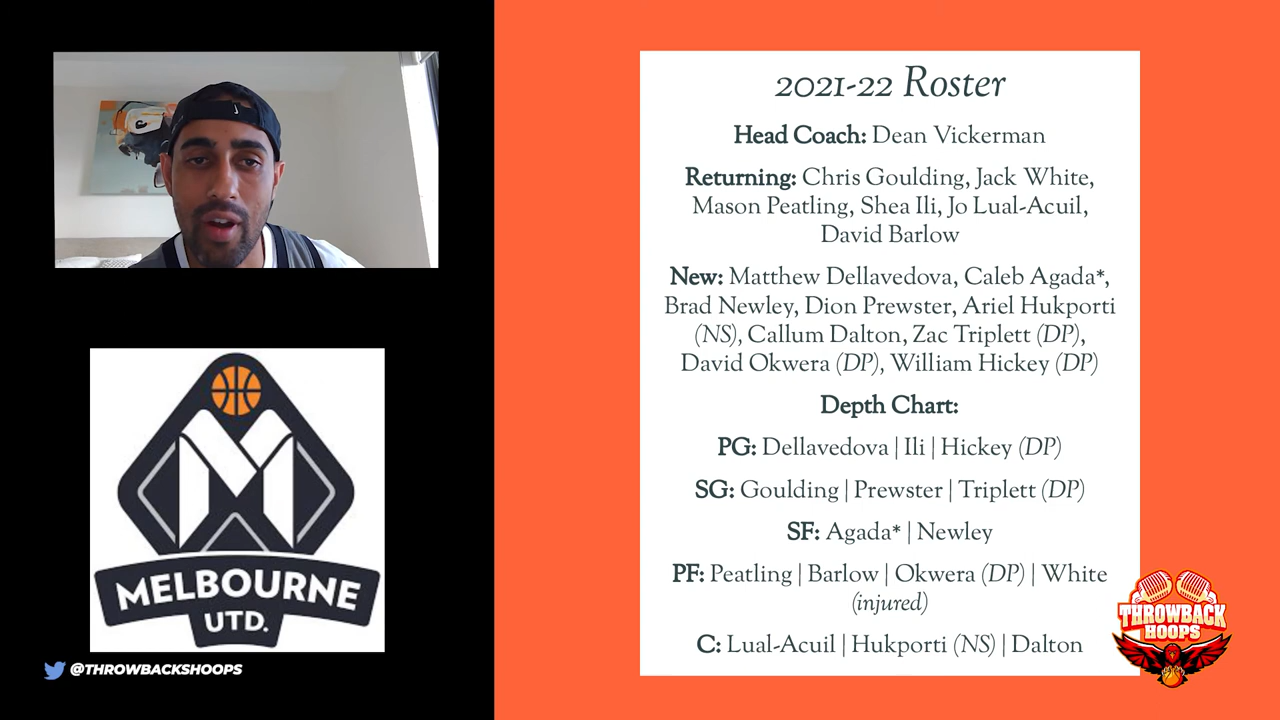 2021-22 Roster
Head Coach: Dean Vickerman
Returning: Chris Goulding, Jack White,
Mason Peatling, Shea Ili, Jo Lual-Acuil,
David Barlow
New: Matthew Dellavedova, Caleb Agada*,
Brad Newley, Dion Prewster, Ariel Hukporti
(NS), Callum Dalton, Zac Triplett (DP),
David Okwera (DP), William Hickey (DP)
Depth Chart:
PG: Dellavedova | Ili | Hickey (DP)
SG: Goulding | Prewster | Triplett (DP)
SF: Agada* | Newley
PF: Peatling | Barlow | Okwera (DP) | White
(injured)
C: Lual-Acuil | Hukporti (NS) | Dalton
MELBOURNE
UTD.
@THROWBACKSHOOPS
THROWBACK
HOOPS